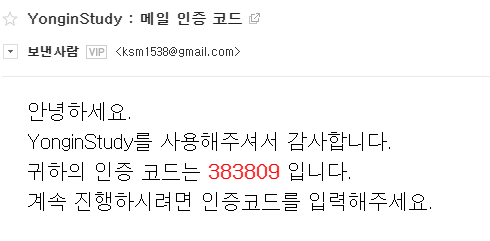 YonginStudy : 메일 인증 코드
보낸사람 VIP <ksm1538@gmail.com>
안녕하세요.
YonginStudy를 사용해주셔서 감사합니다.
귀하의 인증 코드는 383809 입니다.
계속 진행하시려면 인증코드를 입력해주세요.